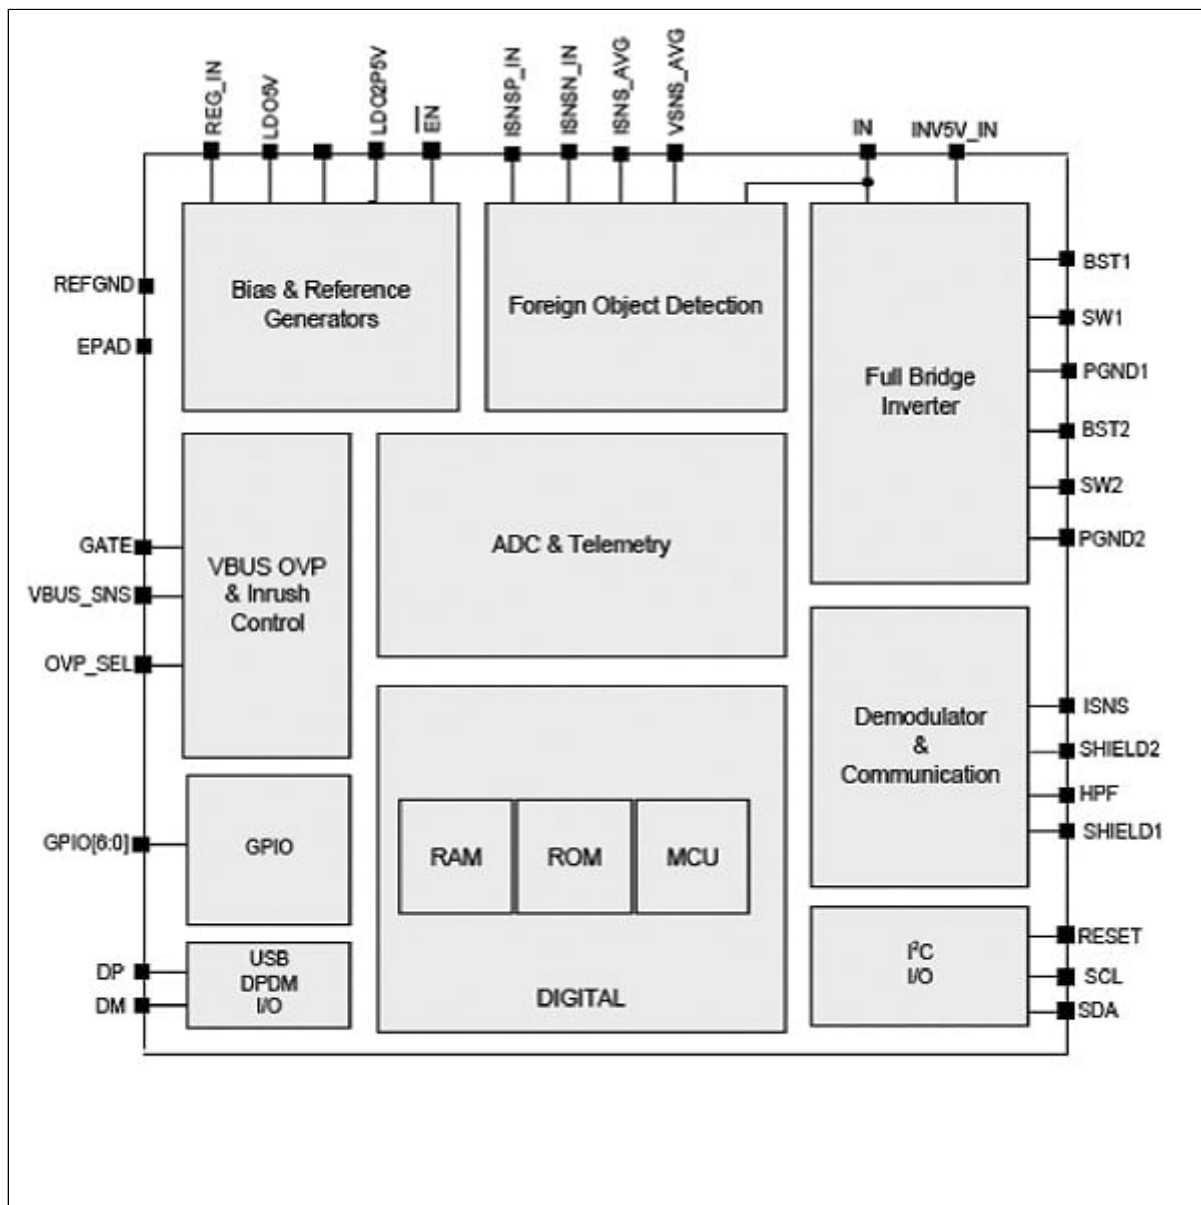 REG_IN
LDO5V
LDO2P5V
EN
ISNSP_IN
ISNSN_IN
ISNS_AVG
VSNS_AVG
IN
INV5V_IN
REFGND
EPAD
GATE
VBUS_SNS
OVP_SEL
GPIO[6:0]
DP
DM
Bias & Reference
Generators
Foreign Object Detection
Full Bridge
Inverter
VBUS OVP
& Inrush
Control
ADC & Telemetry
Demodulator
&
Communication
GPIO
RAM
ROM
MCU
DIGITAL
USB
DPDM
I/O
I²C
I/O
BST1
SW1
PGND1
BST2
SW2
PGND2
ISNS
SHIELD2
HPF
SHIELD1
RESET
SCL
SDA